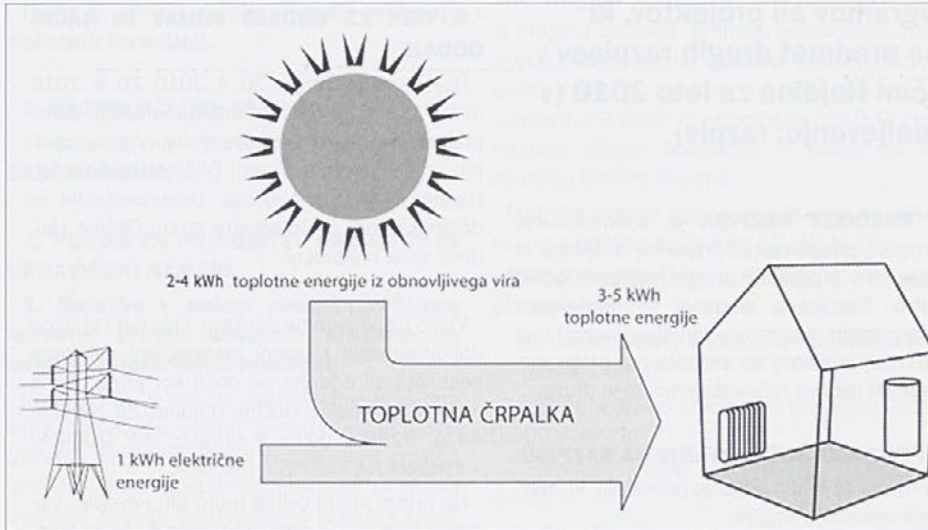 2-4 kWh toplotne energije iz obnovljivega vira
3-5 kWh
toplotne energije
TOPLOTNA ČRPALKA
1 kWh električne
energije